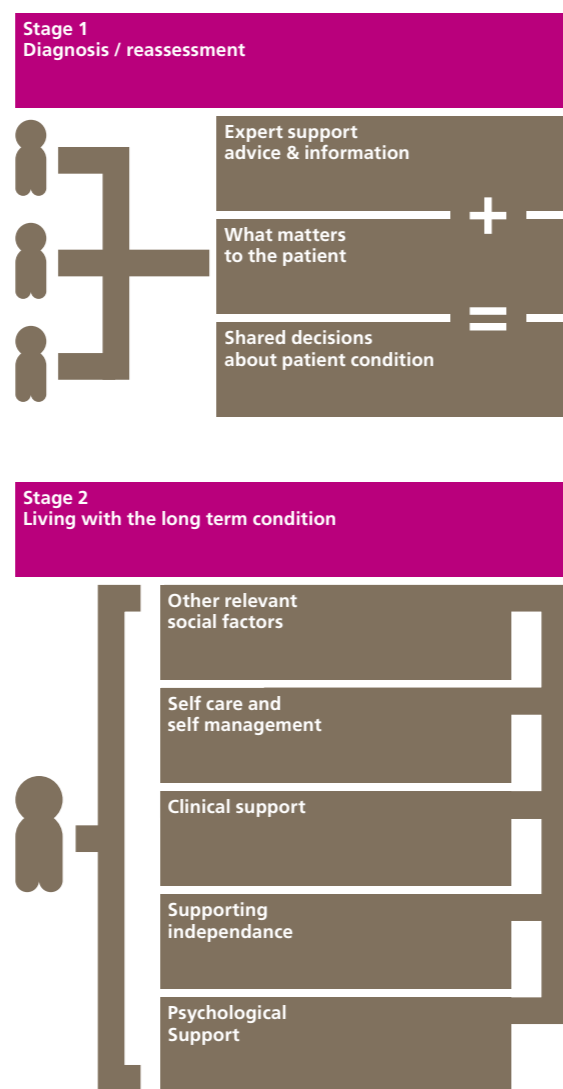 Stage 1
Diagnosis / reassessment
Expert support
advice & information
+
What matters
to the patient
=
Shared decisions
about patient condition
Stage 2
Living with the long term condition
Other relevant
social factors
Self care and
self management
Clinical support
Supporting
independance
Psychological
Support